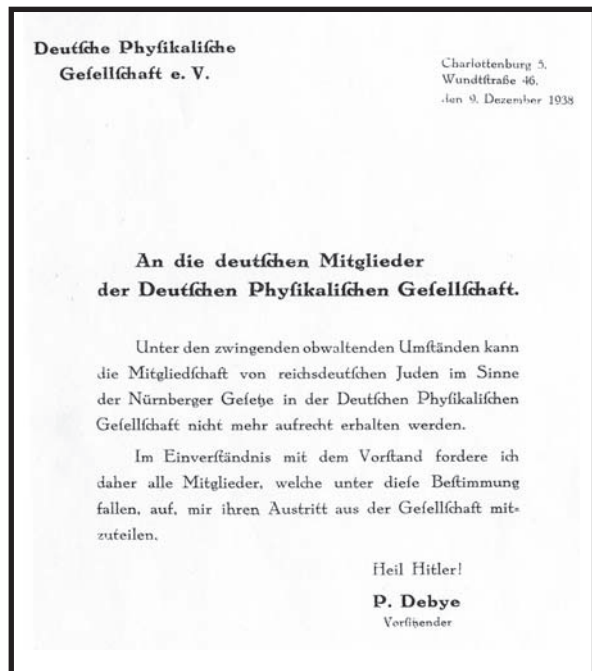 Deutſche Phyſikaliſche
Geſellſchaft e. V.
Charlottenburg 5,
Wundtſtraße 46,
den 9. Dezember 1938
An die deutſchen Mitglieder
der Deutſchen Phyſikaliſchen Geſellſchaft.
Unter den zwingenden obwaltenden Umſtänden kann
die Mitgliedſchaft von reichsdeutſchen Juden im Sinne
der Nürnberger Geſetze in der Deutſchen Phyſikaliſchen
Geſellſchaft nicht mehr aufrecht erhalten werden.
Im Einverſtändnis mit dem Vorſtand fordere ich
daher alle Mitglieder, welche unter dieſe Beſtimmung
fallen, auf, mir ihren Austritt aus der Geſellſchaft mit⸗
zuteilen.
Heil Hitler!
P. Debye
Vorſitzender